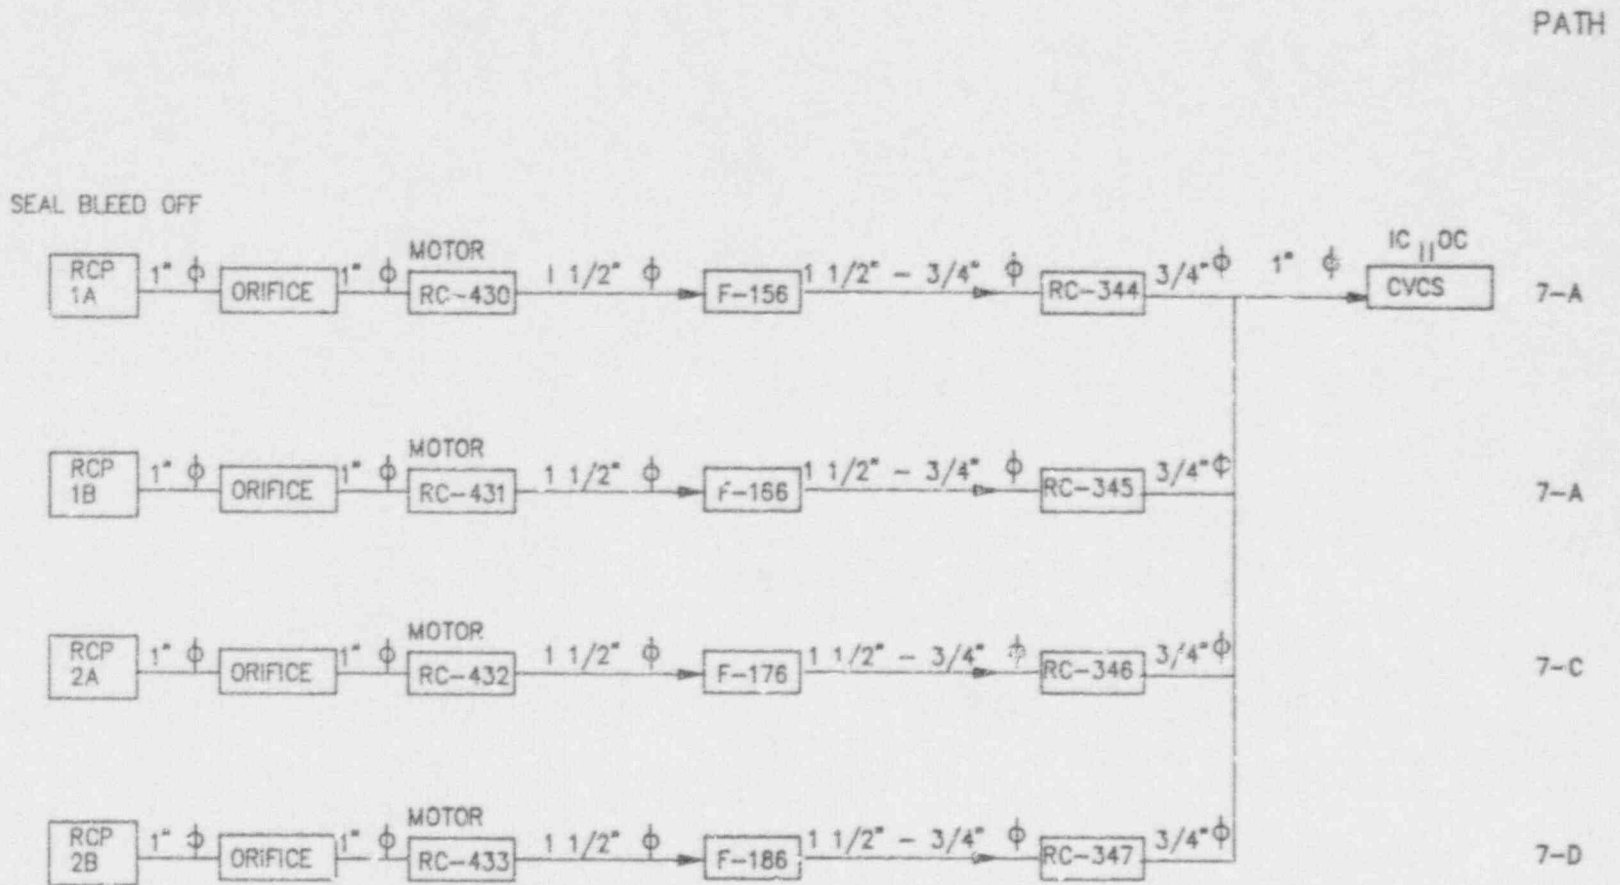 PATH
SEAL BLEED OFF
RCP 1A
1" ϕ
ORIFICE
1" ϕ
MOTOR
RC-430
1 1/2" ϕ
F-156
1 1/2" - 3/4" ϕ
RC-344
3/4" ϕ
1" ϕ
IC || OC
CVCS
7-A
RCP 1B
1" ϕ
ORIFICE
1" ϕ
MOTOR
RC-431
1 1/2" ϕ
F-166
1 1/2" - 3/4" ϕ
RC-345
3/4" ϕ
7-A
RCP 2A
1" ϕ
ORIFICE
1" ϕ
MOTOR
RC-432
1 1/2" ϕ
F-176
1 1/2" - 3/4" ϕ
RC-346
3/4" ϕ
7-C
RCP 2B
1" ϕ
ORIFICE
1" ϕ
MOTOR
RC-433
1 1/2" ϕ
F-186
1 1/2" - 3/4" ϕ
RC-347
3/4" ϕ
7-D